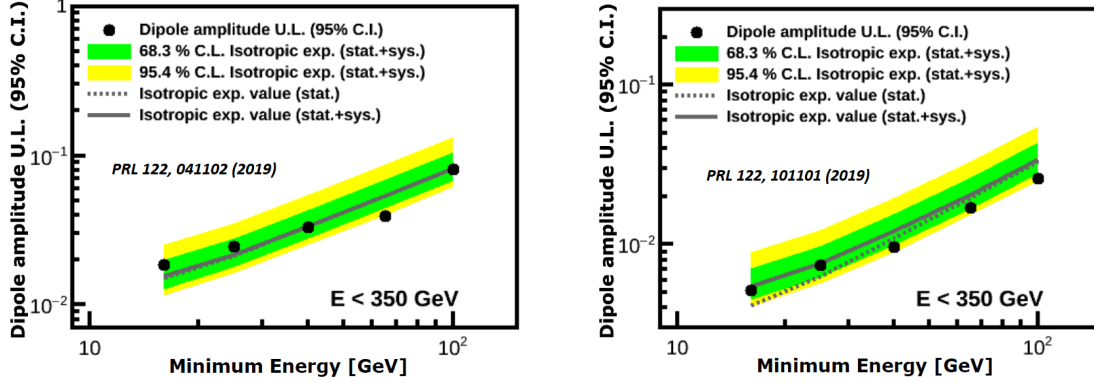 Dipole amplitude U.L. (95% C.I.)
1
10⁻¹
10⁻²
Dipole amplitude U.L. (95% C.I.)
68.3 % C.L. Isotropic exp. (stat.+sys.)
95.4 % C.L. Isotropic exp. (stat.+sys.)
Isotropic exp. value (stat.)
Isotropic exp. value (stat.+sys.)
PRL 122, 041102 (2019)
E < 350 GeV
10
10²
Minimum Energy [GeV]
Dipole amplitude U.L. (95% C.I.)
10⁻¹
10⁻²
Dipole amplitude U.L. (95% C.I.)
68.3 % C.L. Isotropic exp. (stat.+sys.)
95.4 % C.L. Isotropic exp. (stat.+sys.)
Isotropic exp. value (stat.)
Isotropic exp. value (stat.+sys.)
PRL 122, 101101 (2019)
E < 350 GeV
10
10²
Minimum Energy [GeV]